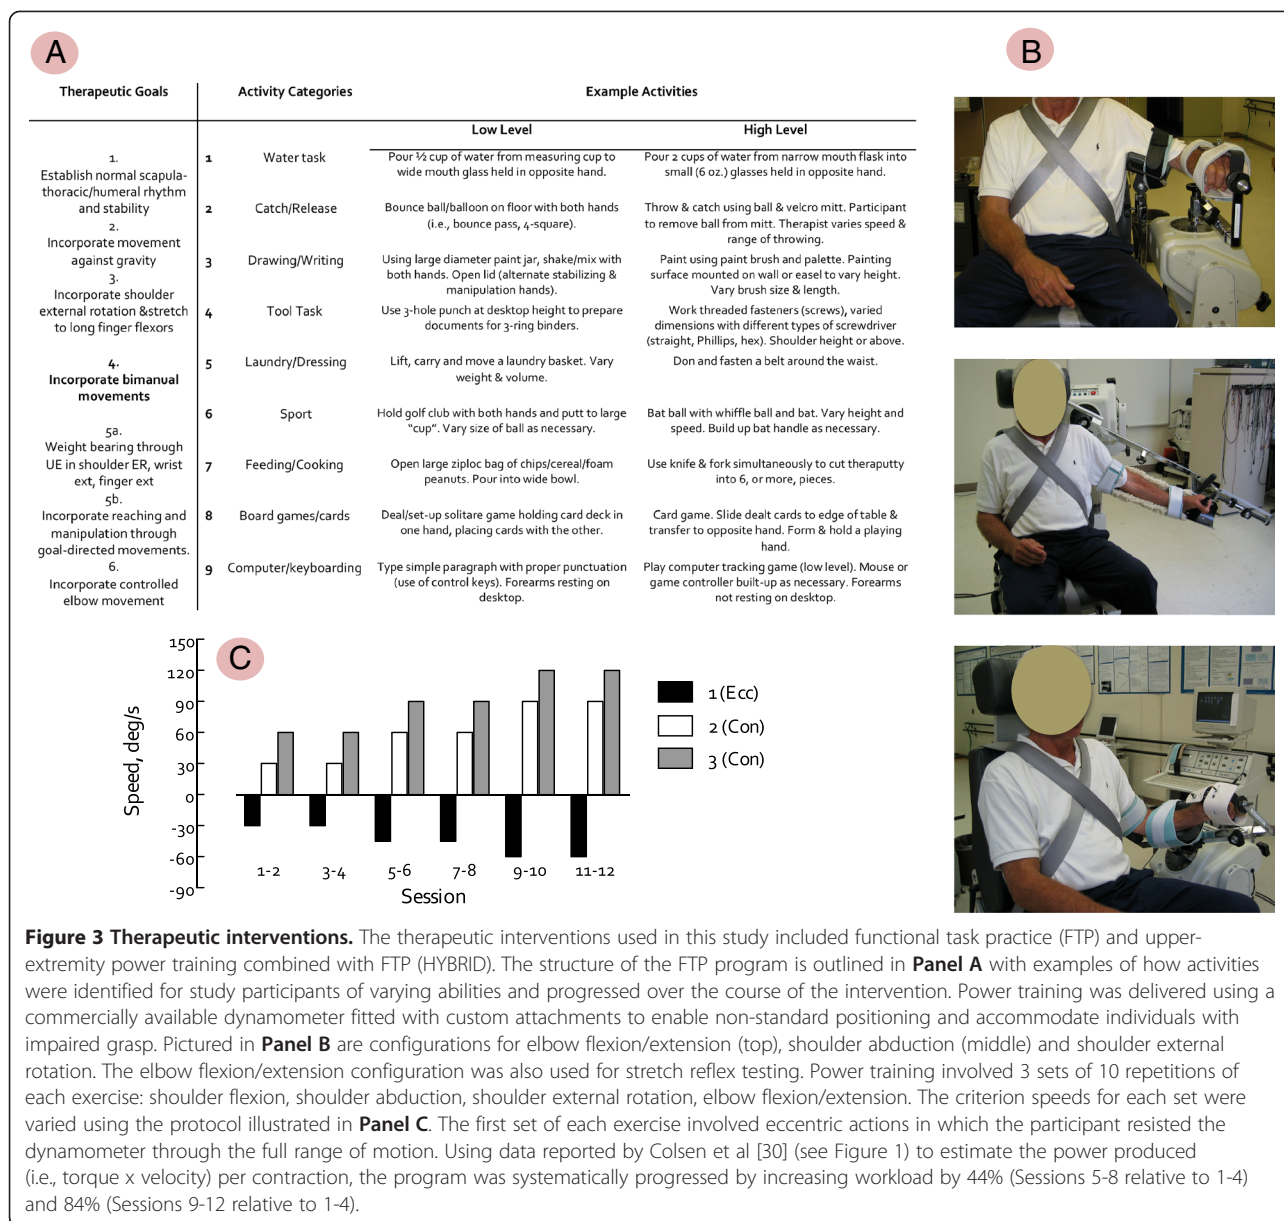 A
B
Therapeutic Goals
Activity Categories
Example Activities
Low Level
High Level
1.
Establish normal scapula-
thoracic/humeral rhythm
and stability
2.
Incorporate movement
against gravity
3.
Incorporate shoulder
external rotation &stretch
to long finger flexors
4.
Incorporate bimanual
movements
5a.
Weight bearing through
UE in shoulder ER, wrist
ext, finger ext
5b.
Incorporate reaching and
manipulation through
goal-directed movements.
6.
Incorporate controlled
elbow movement
1 Water task
Pour ½ cup of water from measuring cup to
wide mouth glass held in opposite hand.
Pour 2 cups of water from narrow mouth flask into
small (6 oz.) glasses held in opposite hand.
2 Catch/Release
Bounce ball/balloon on floor with both hands
(i.e., bounce pass, 4-square).
Throw & catch using ball & velcro mitt. Participant
to remove ball from mitt. Therapist varies speed &
range of throwing.
3 Drawing/Writing
Using large diameter paint jar, shake/mix with
both hands. Open lid (alternate stabilizing &
manipulation hands).
Paint using paint brush and palette. Painting
surface mounted on wall or easel to vary height.
Vary brush size & length.
4 Tool Task
Use 3-hole punch at desktop height to prepare
documents for 3-ring binders.
Work threaded fasteners (screws), varied
dimensions with different types of screwdriver
(straight, Phillips, hex). Shoulder height or above.
5 Laundry/Dressing
Lift, carry and move a laundry basket. Vary
weight & volume.
Don and fasten a belt around the waist.
6 Sport
Hold golf club with both hands and putt to large
"cup". Vary size of ball as necessary.
Bat ball with whiffle ball and bat. Vary height and
speed. Build up bat handle as necessary.
7 Feeding/Cooking
Open large ziploc bag of chips/cereal/foam
peanuts. Pour into wide bowl.
Use knife & fork simultaneously to cut theraputty
into 6, or more, pieces.
8 Board games/cards
Deal/set-up solitare game holding card deck in
one hand, placing cards with the other.
Card game. Slide dealt cards to edge of table &
transfer to opposite hand. Form & hold a playing
hand.
9 Computer/keyboarding
Type simple paragraph with proper punctuation
(use of control keys). Forearms resting on
desktop.
Play computer tracking game (low level). Mouse or
game controller built-up as necessary. Forearms
not resting on desktop.
C
Speed, deg/s
150
120
90
60
30
0
-30
-60
-90
1-2 3-4 5-6 7-8 9-10 11-12
Session
1 (Ecc)
2 (Con)
3 (Con)
Figure 3 Therapeutic interventions. The therapeutic interventions used in this study included functional task practice (FTP) and upper-
extremity power training combined with FTP (HYBRID). The structure of the FTP program is outlined in Panel A with examples of how activities
were identified for study participants of varying abilities and progressed over the course of the intervention. Power training was delivered using a
commercially available dynamometer fitted with custom attachments to enable non-standard positioning and accommodate individuals with
impaired grasp. Pictured in Panel B are configurations for elbow flexion/extension (top), shoulder abduction (middle) and shoulder external
rotation. The elbow flexion/extension configuration was also used for stretch reflex testing. Power training involved 3 sets of 10 repetitions of
each exercise: shoulder flexion, shoulder abduction, shoulder external rotation, elbow flexion/extension. The criterion speeds for each set were
varied using the protocol illustrated in Panel C. The first set of each exercise involved eccentric actions in which the participant resisted the
dynamometer through the full range of motion. Using data reported by Colsen et al [30] (see Figure 1) to estimate the power produced
(i.e., torque x velocity) per contraction, the program was systematically progressed by increasing workload by 44% (Sessions 5-8 relative to 1-4)
and 84% (Sessions 9-12 relative to 1-4).